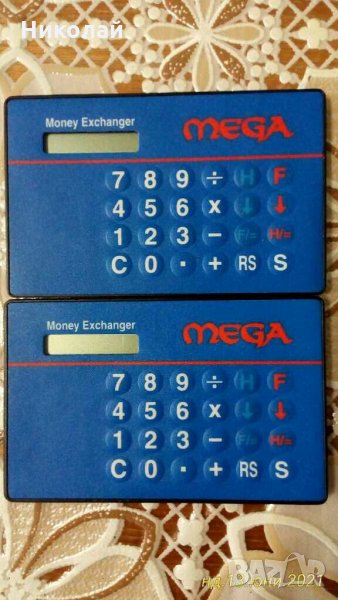 Николай
Money Exchanger
MEGA
7 8 9 ÷ H F
4 5 6 x ↓ ↓
1 2 3 − F/= H/=
C 0 · + RS S
Money Exchanger
MEGA
7 8 9 ÷ H F
4 5 6 x ↓ ↓
1 2 3 − F/= H/=
C 0 · + RS S
BAZAR